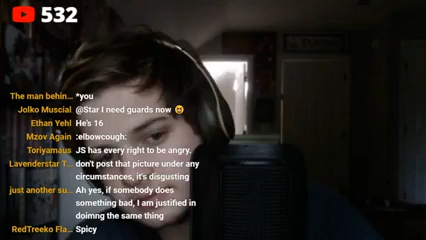 532
The man behin... *you
Jolko Muscial @Star I need guards now 😆
Ethan Yehl He's 16
Mzov Again :elbowcough:
Toriyamaus JS has every right to be angry.
Lavenderstar T... don't post that picture under any
circumstances, it's disgusting
just another su... Ah yes, if somebody does
something bad, I am justified in
doimng the same thing
RedTreeko Fla... Spicy